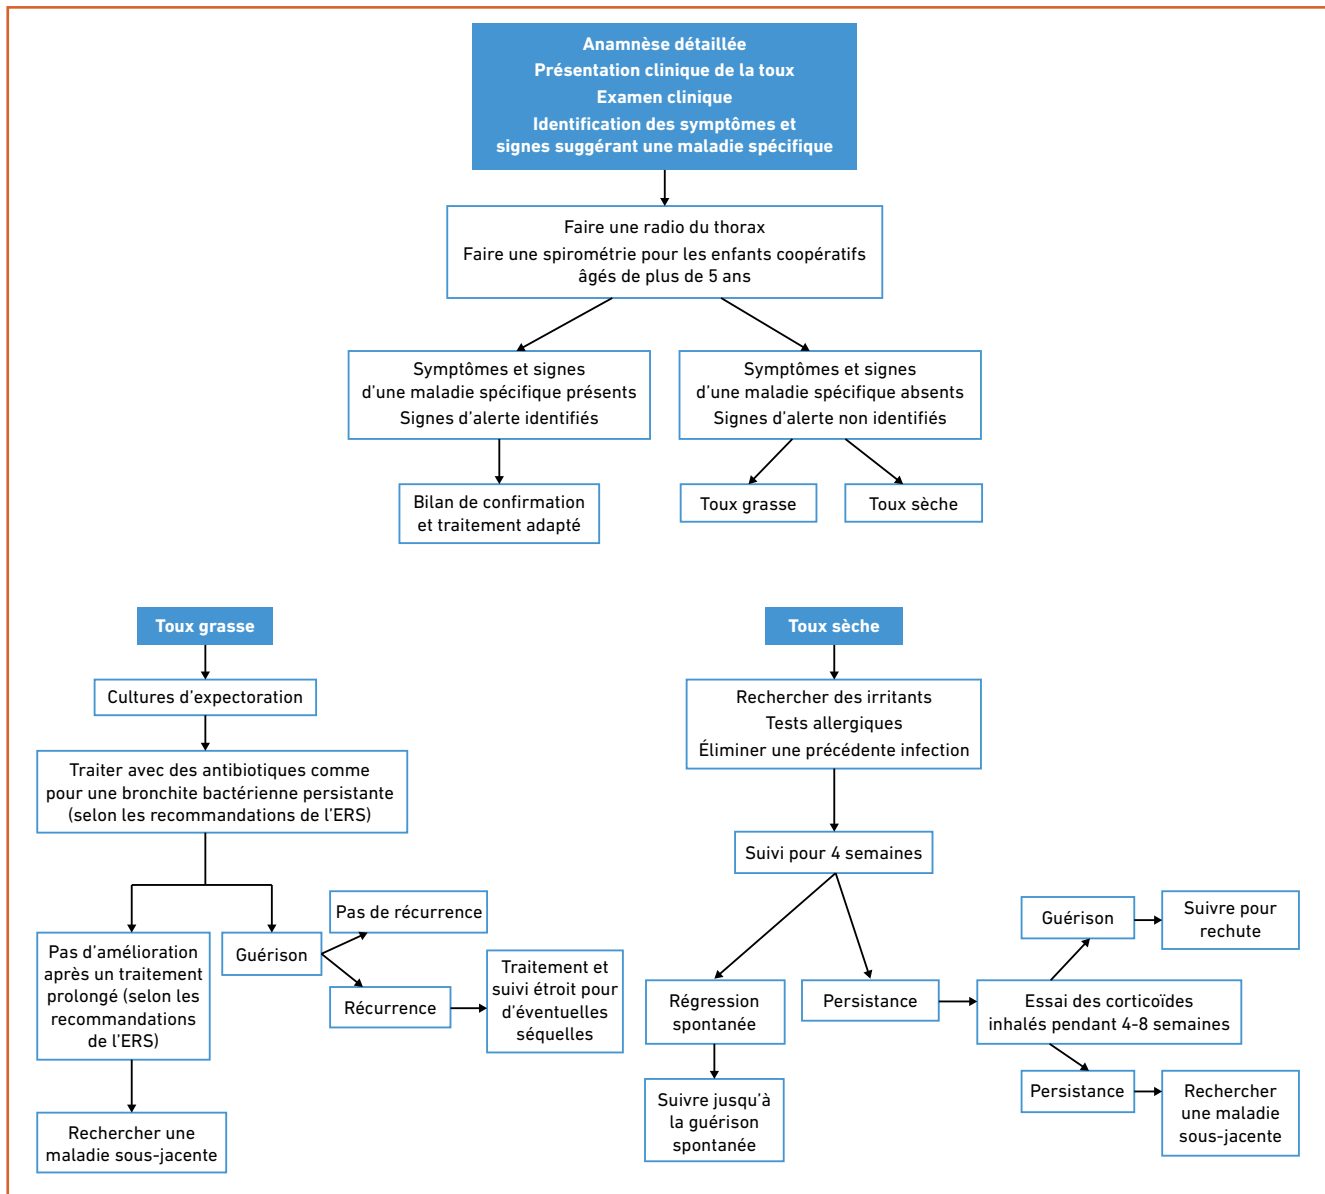 Anamnèse détaillée
Présentation clinique de la toux
Examen clinique
Identification des symptômes et
signes suggérant une maladie spécifique
Faire une radio du thorax
Faire une spirométrie pour les enfants coopératifs
âgés de plus de 5 ans
Symptômes et signes
d'une maladie spécifique présents
Signes d'alerte identifiés
Symptômes et signes
d'une maladie spécifique absents
Signes d'alerte non identifiés
Bilan de confirmation
et traitement adapté
Toux grasse
Toux sèche
Toux grasse
Cultures d'expectoration
Traiter avec des antibiotiques comme
pour une bronchite bactérienne persistante
(selon les recommandations de l'ERS)
Pas d'amélioration
après un traitement
prolongé (selon les
recommandations
de l'ERS)
Rechercher une
maladie sous-jacente
Guérison
Pas de récurrence
Récurrence
Traitement et
suivi étroit pour
d'éventuelles
séquelles
Toux sèche
Rechercher des irritants
Tests allergiques
Éliminer une précédente infection
Suivi pour 4 semaines
Régression
spontanée
Suivre jusqu'à
la guérison
spontanée
Persistance
Essai des corticoïdes
inhalés pendant 4-8 semaines
Guérison
Suivre pour
rechute
Persistance
Rechercher
une maladie
sous-jacente